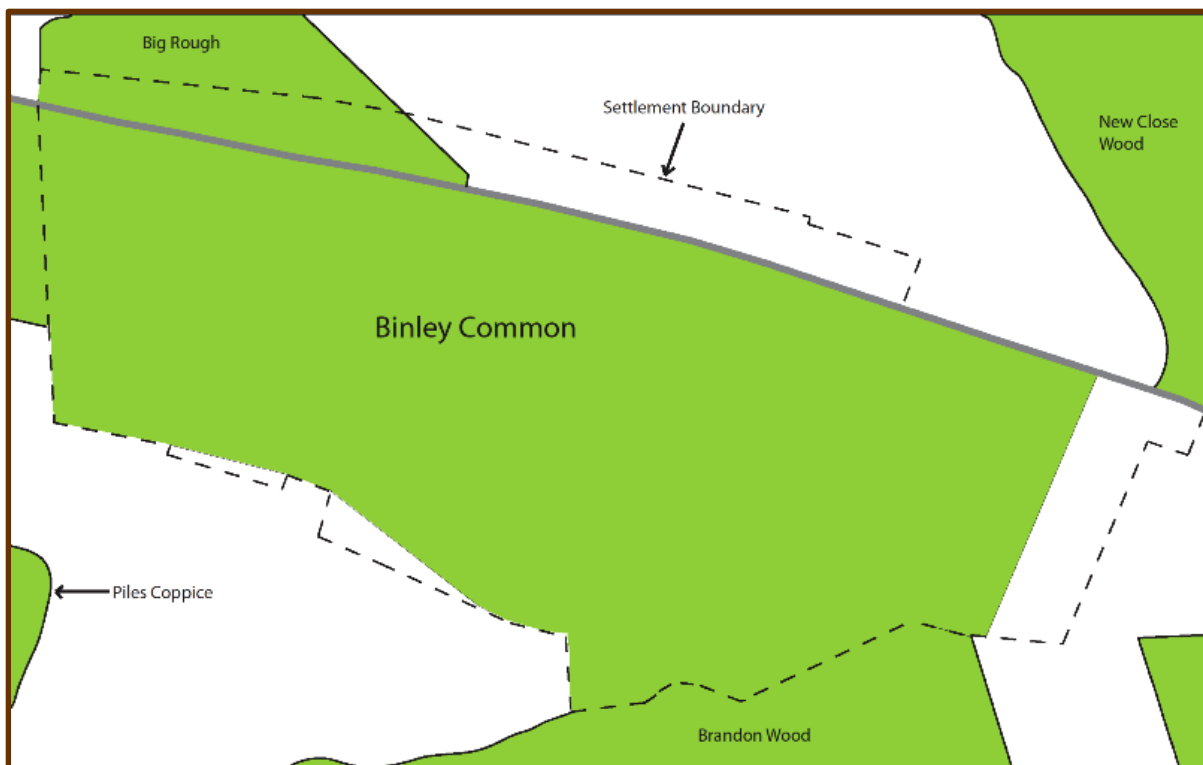 Big Rough
Settlement Boundary
New Close
Wood
Binley Common
Piles Coppice
Brandon Wood